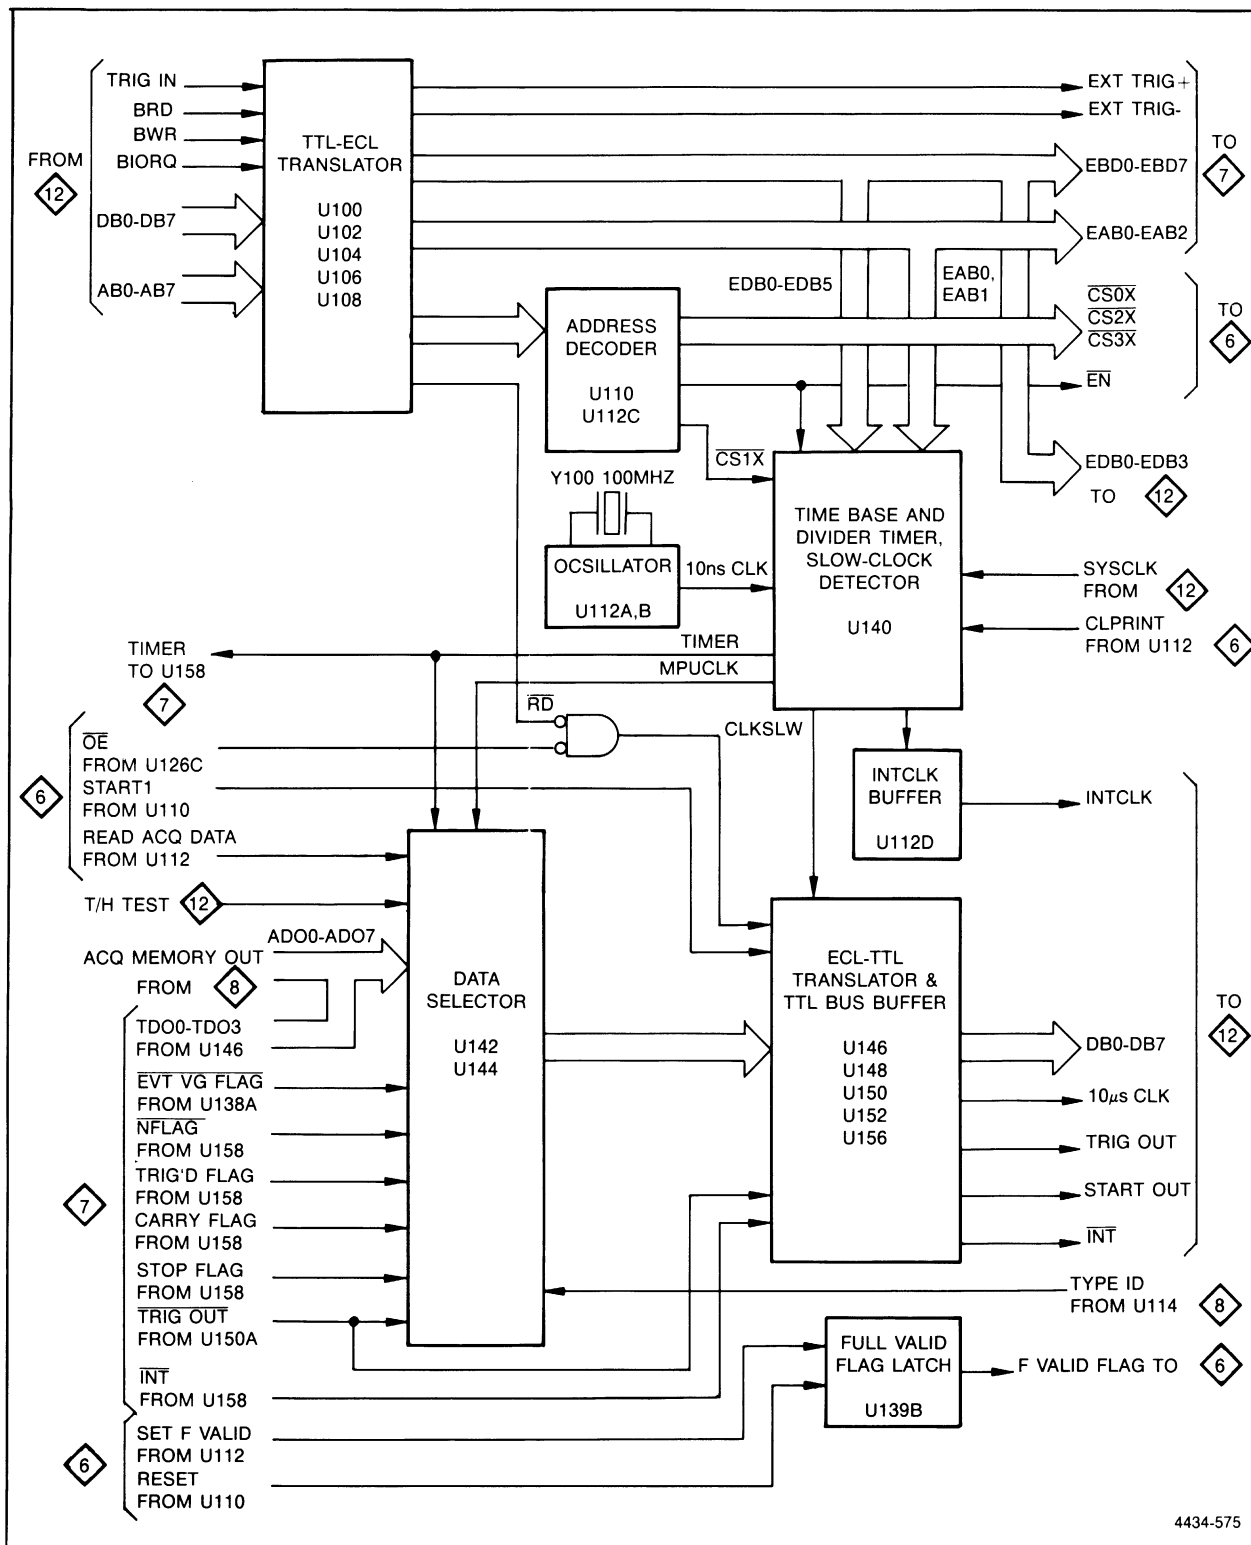 TRIG IN
BRD
BWR
BIORQ
FROM
12
DB0-DB7
AB0-AB7
TTL-ECL
TRANSLATOR
U100
U102
U104
U106
U108
EXT TRIG+
EXT TRIG-
EBD0-EBD7
EAB0-EAB2
TO
7
EDB0-EDB5
EAB0,
EAB1
ADDRESS
DECODER
U110
U112C
CS0X
CS2X
CS3X
EN
TO
6
CS1X
EDB0-EDB3
TO 12
Y100 100MHZ
OCSILLATOR
U112A,B
10ns CLK
TIME BASE AND
DIVIDER TIMER,
SLOW-CLOCK
DETECTOR
U140
SYSCLK
FROM 12
CLPRINT
FROM U112 6
TIMER
TO U158
7
TIMER
MPUCLK
RD
CLKSLW
INTCLK
BUFFER
U112D
INTCLK
6
OE
FROM U126C
START1
FROM U110
READ ACQ DATA
FROM U112
T/H TEST 12
ADO0-ADO7
ACQ MEMORY OUT
FROM 8
DATA
SELECTOR
U142
U144
ECL-TTL
TRANSLATOR &
TTL BUS BUFFER
U146
U148
U150
U152
U156
TO
12
DB0-DB7
10µs CLK
TRIG OUT
START OUT
INT
7
TDO0-TDO3
FROM U146
EVT VG FLAG
FROM U138A
NFLAG
FROM U158
TRIG'D FLAG
FROM U158
CARRY FLAG
FROM U158
STOP FLAG
FROM U158
TRIG OUT
FROM U150A
INT
FROM U158
TYPE ID
FROM U114 8
FULL VALID
FLAG LATCH
U139B
F VALID FLAG TO 6
6
SET F VALID
FROM U112
RESET
FROM U110
4434-575